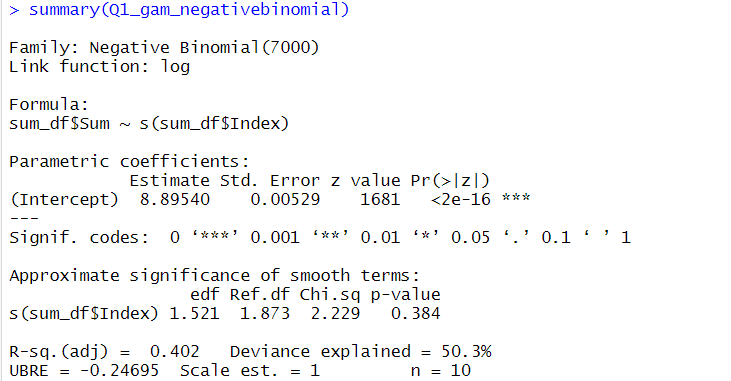 > summary(Q1_gam_negativebinomial)
Family: Negative Binomial(7000)
Link function: log
Formula:
sum_df$Sum ~ s(sum_df$Index)
Parametric coefficients:
Estimate Std. Error z value Pr(>|z|)
(Intercept) 8.89540 0.00529 1681 <2e-16 ***
---
Signif. codes: 0 ‘***’ 0.001 ‘**’ 0.01 ‘*’ 0.05 ‘.’ 0.1 ‘ ’ 1
Approximate significance of smooth terms:
edf Ref.df Chi.sq p-value
s(sum_df$Index) 1.521 1.873 2.229 0.384
R-sq.(adj) = 0.402 Deviance explained = 50.3%
UBRE = -0.24695 Scale est. = 1 n = 10